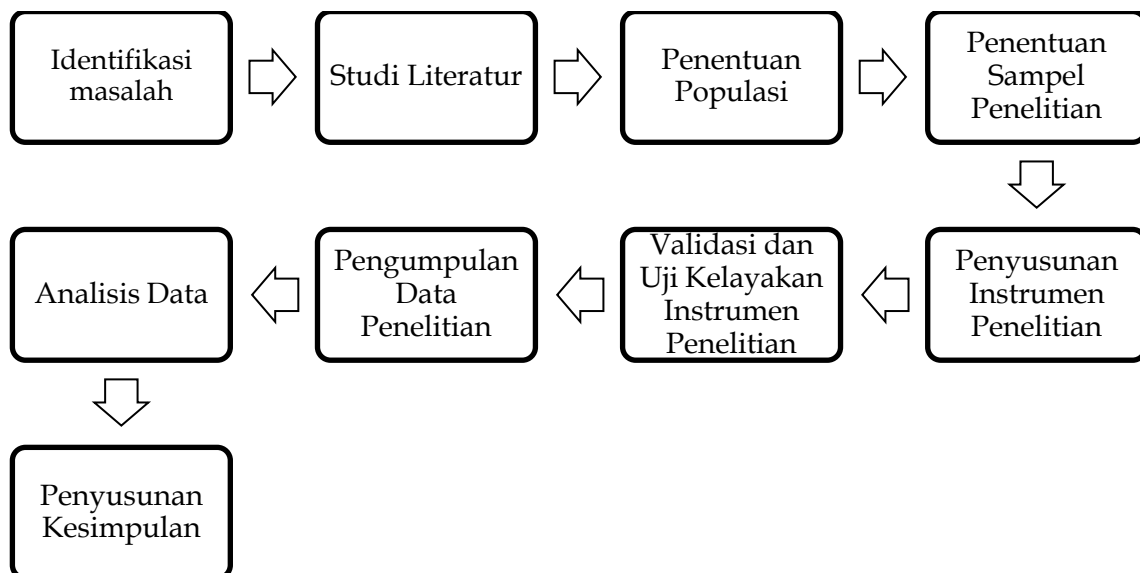 Identifikasi
masalah
Studi Literatur
Penentuan
Populasi
Penentuan
Sampel
Penelitian
Penyusunan
Instrumen
Penelitian
Validasi dan
Uji Kelayakan
Instrumen
Penelitian
Pengumpulan
Data
Penelitian
Analisis Data
Penyusunan
Kesimpulan